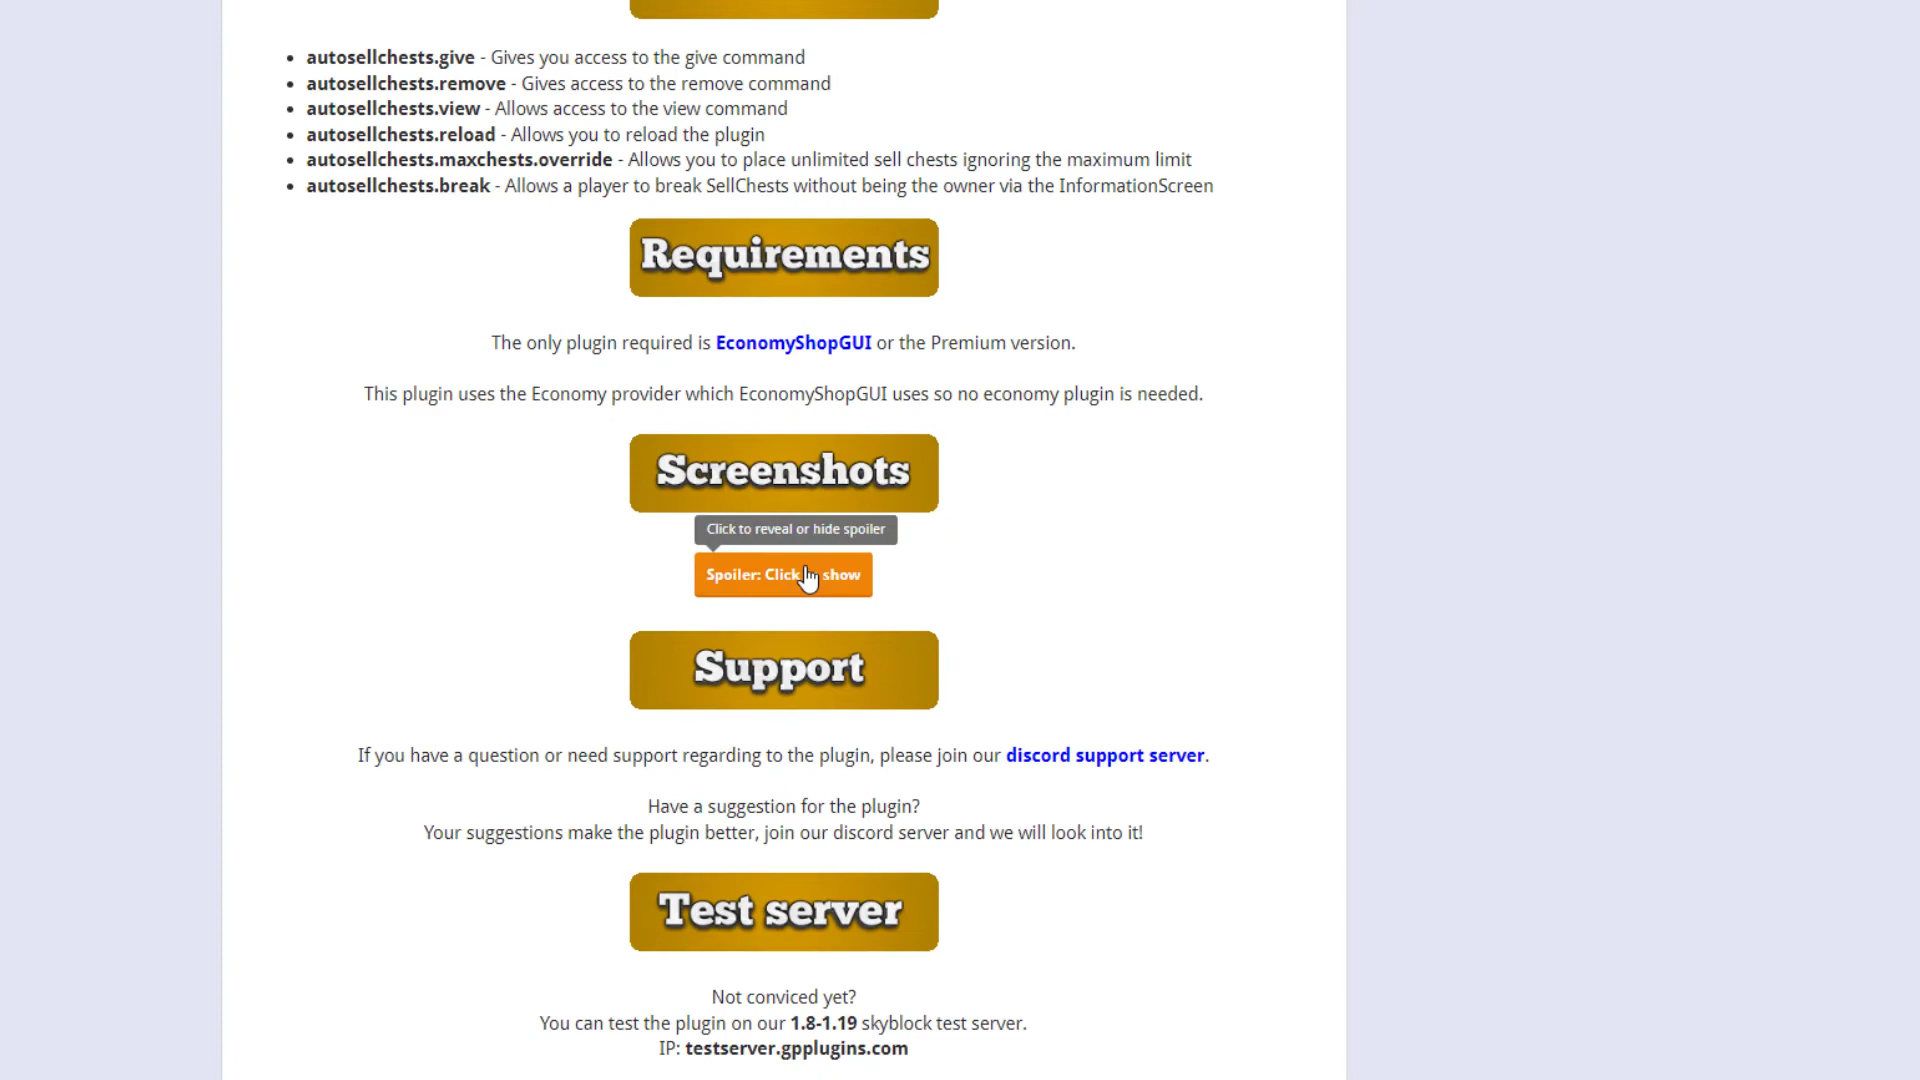 autosellchests.give - Gives you access to the give command
autosellchests.remove - Gives access to the remove command
autosellchests.view - Allows access to the view command
autosellchests.reload - Allows you to reload the plugin
autosellchests.maxchests.override - Allows you to place unlimited sell chests ignoring the maximum limit
autosellchests.break - Allows a player to break SellChests without being the owner via the InformationScreen
Requirements
The only plugin required is EconomyShopGUI or the Premium version.
This plugin uses the Economy provider which EconomyShopGUI uses so no economy plugin is needed.
Screenshots
Click to reveal or hide spoiler
Spoiler: Click show
Support
If you have a question or need support regarding to the plugin, please join our discord support server.
Have a suggestion for the plugin?
Your suggestions make the plugin better, join our discord server and we will look into it!
Test server
Not conviced yet?
You can test the plugin on our 1.8-1.19 skyblock test server.
IP: testserver.gpplugins.com